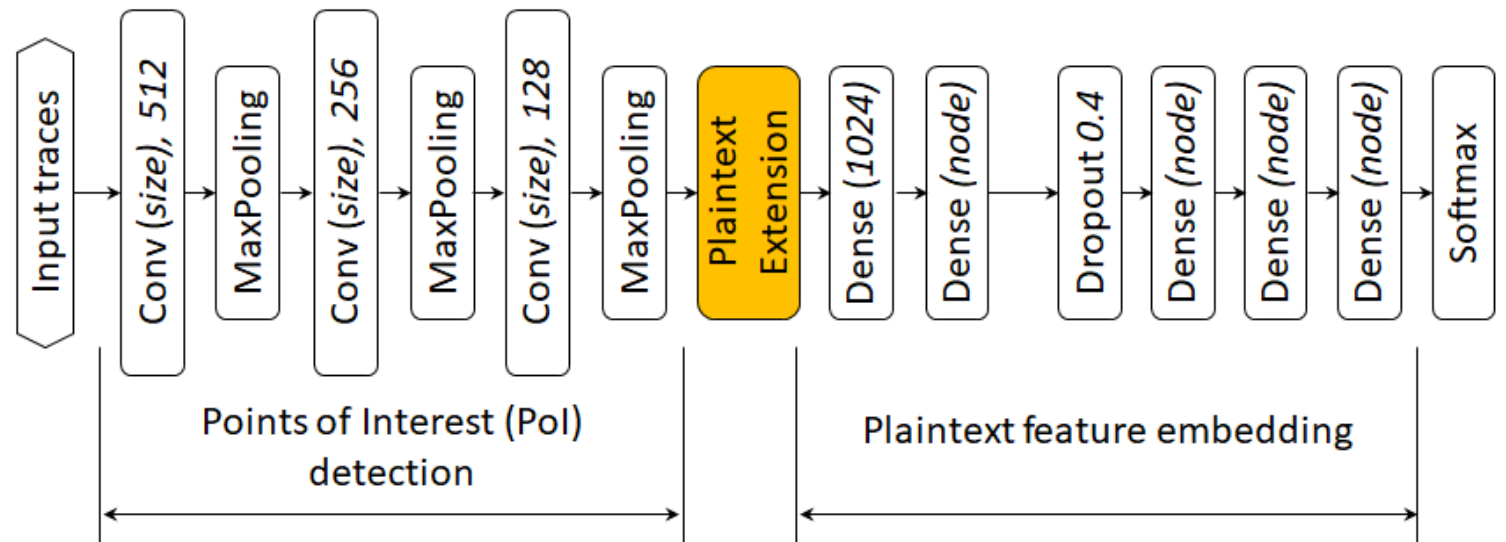 Input traces
Conv (size), 512
MaxPooling
Conv (size), 256
MaxPooling
Conv (size), 128
MaxPooling
Plaintext
Extension
Dense (1024)
Dense (node)
Dropout 0.4
Dense (node)
Dense (node)
Dense (node)
Softmax
Points of Interest (PoI)
detection
Plaintext feature embedding